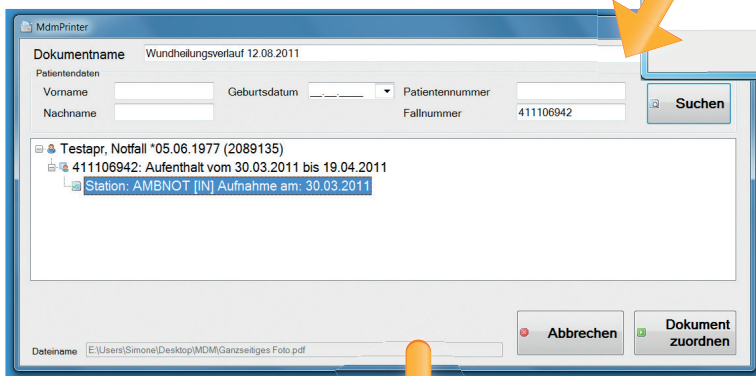 MdmPrinter
Dokumentname Wundheilungsverlauf 12.08.2011
Patientendaten
Vorname Geburtsdatum __.__.____ Patientennummer
Nachname Fallnummer 411106942
Suchen
Testapr, Notfall *05.06.1977 (2089135)
411106942: Aufenthalt vom 30.03.2011 bis 19.04.2011
Station: AMBNOT [IN] Aufnahme am: 30.03.2011
Abbrechen
Dokument
zuordnen
Dateiname E:\Users\Simone\Desktop\MDM\Ganzseitiges Foto.pdf